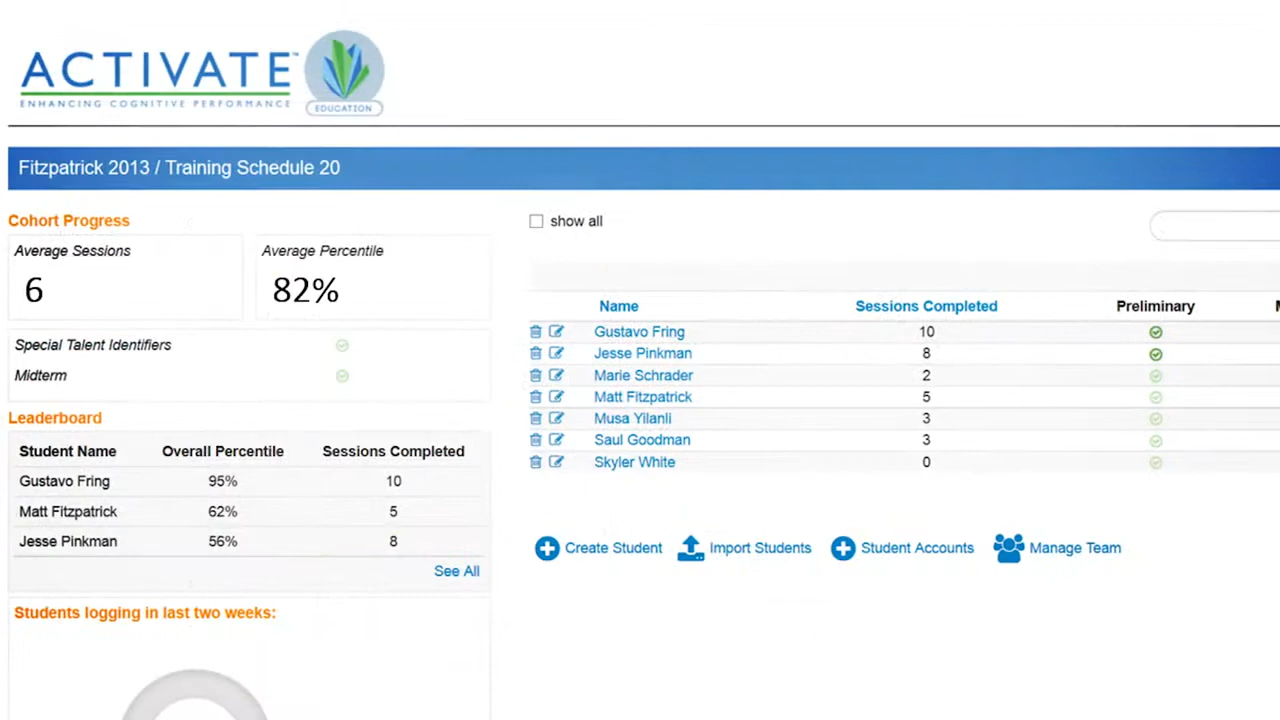 ACTIVATE™
ENHANCING COGNITIVE PERFORMANCE
EDUCATION
Fitzpatrick 2013 / Training Schedule 20
Cohort Progress
Average Sessions
6
Average Percentile
82%
Special Talent Identifiers
Midterm
Leaderboard
Student Name Overall Percentile Sessions Completed
Gustavo Fring 95% 10
Matt Fitzpatrick 62% 5
Jesse Pinkman 56% 8
See All
Students logging in last two weeks:
show all
Name Sessions Completed Preliminary
Gustavo Fring 10
Jesse Pinkman 8
Marie Schrader 2
Matt Fitzpatrick 5
Musa Yilanli 3
Saul Goodman 3
Skyler White 0
Create Student Import Students Student Accounts Manage Team